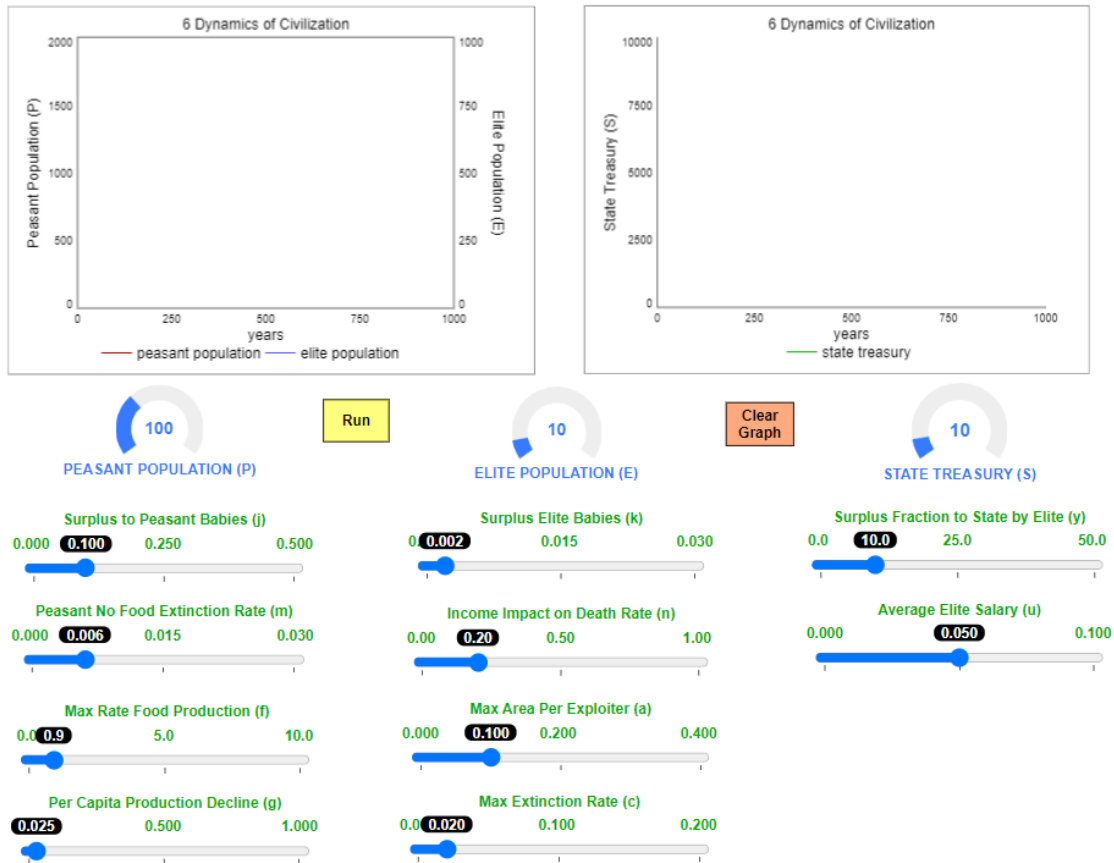 6 Dynamics of Civilization
2000
1500
1000
500
0
Peasant Population (P)
1000
750
500
250
0
Elite Population (E)
0 250 500 750 1000
years
peasant population elite population
6 Dynamics of Civilization
10000
7500
5000
2500
0
State Treasury (S)
0 250 500 750 1000
years
state treasury
100
PEASANT POPULATION (P)
Run
10
ELITE POPULATION (E)
Clear
Graph
10
STATE TREASURY (S)
Surplus to Peasant Babies (j)
0.000 0.100 0.250 0.500
Surplus Elite Babies (k)
0.002 0.015 0.030
Surplus Fraction to State by Elite (y)
0.0 10.0 25.0 50.0
Peasant No Food Extinction Rate (m)
0.000 0.006 0.015 0.030
Income Impact on Death Rate (n)
0.00 0.20 0.50 1.00
Average Elite Salary (u)
0.000 0.050 0.100
Max Rate Food Production (f)
0.9 5.0 10.0
Max Area Per Exploiter (a)
0.000 0.100 0.200 0.400
Per Capita Production Decline (g)
0.025 0.500 1.000
Max Extinction Rate (c)
0.020 0.100 0.200